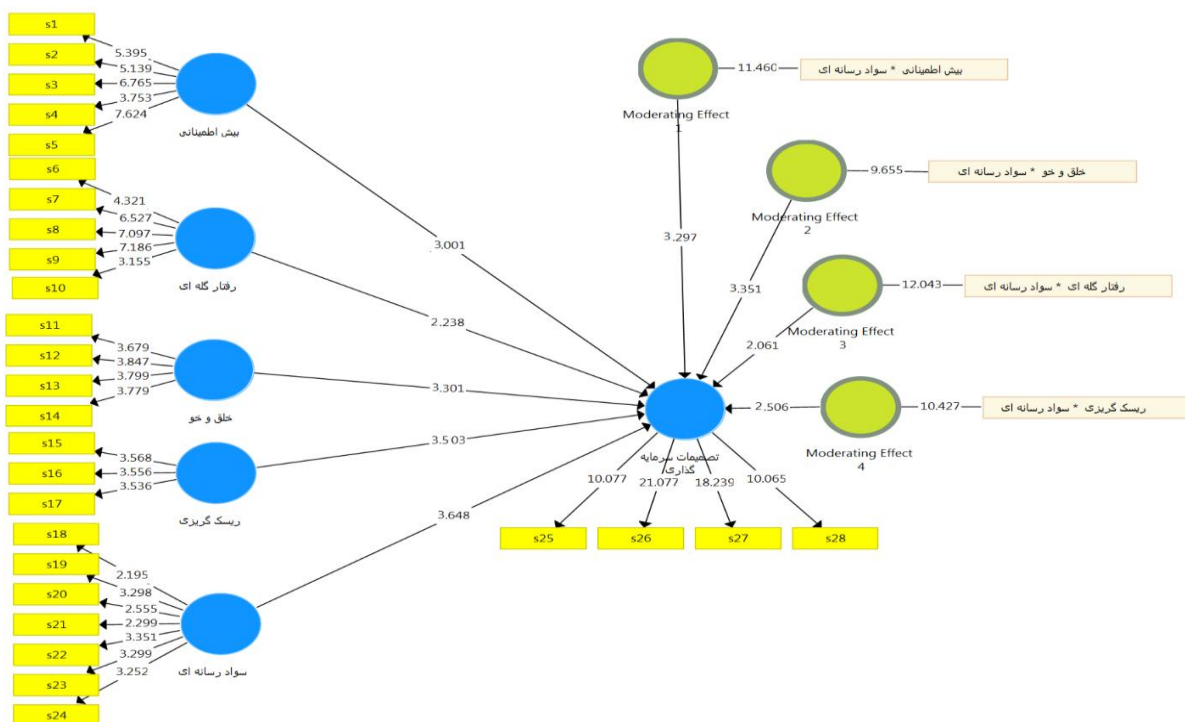 s1
s2
s3
s4
s5
5.395
5.139
6.765
3.753
7.624
بیش اطمینانی
s6
s7
s8
s9
s10
4.321
6.527
7.097
7.186
3.155
رفتار گله ای
s11
s12
s13
s14
3.679
3.847
3.799
3.779
خلق و خو
s15
s16
s17
3.568
3.556
3.536
ریسک گریزی
s18
s19
s20
s21
s22
s23
s24
2.195
3.298
2.555
2.299
3.351
3.299
3.252
سواد رسانه ای
3.001
2.238
3.301
3.503
3.648
Moderating Effect
1
11.460
بیش اطمینانی * سواد رسانه ای
3.297
Moderating Effect
2
9.655
خلق و خو * سواد رسانه ای
3.351
Moderating Effect
3
12.043
رفتار گله ای * سواد رسانه ای
2.061
Moderating Effect
4
10.427
ریسک گریزی * سواد رسانه ای
2.506
تصمیمات سرمایه
گذاری
10.077
21.077
18.239
10.065
s25
s26
s27
s28